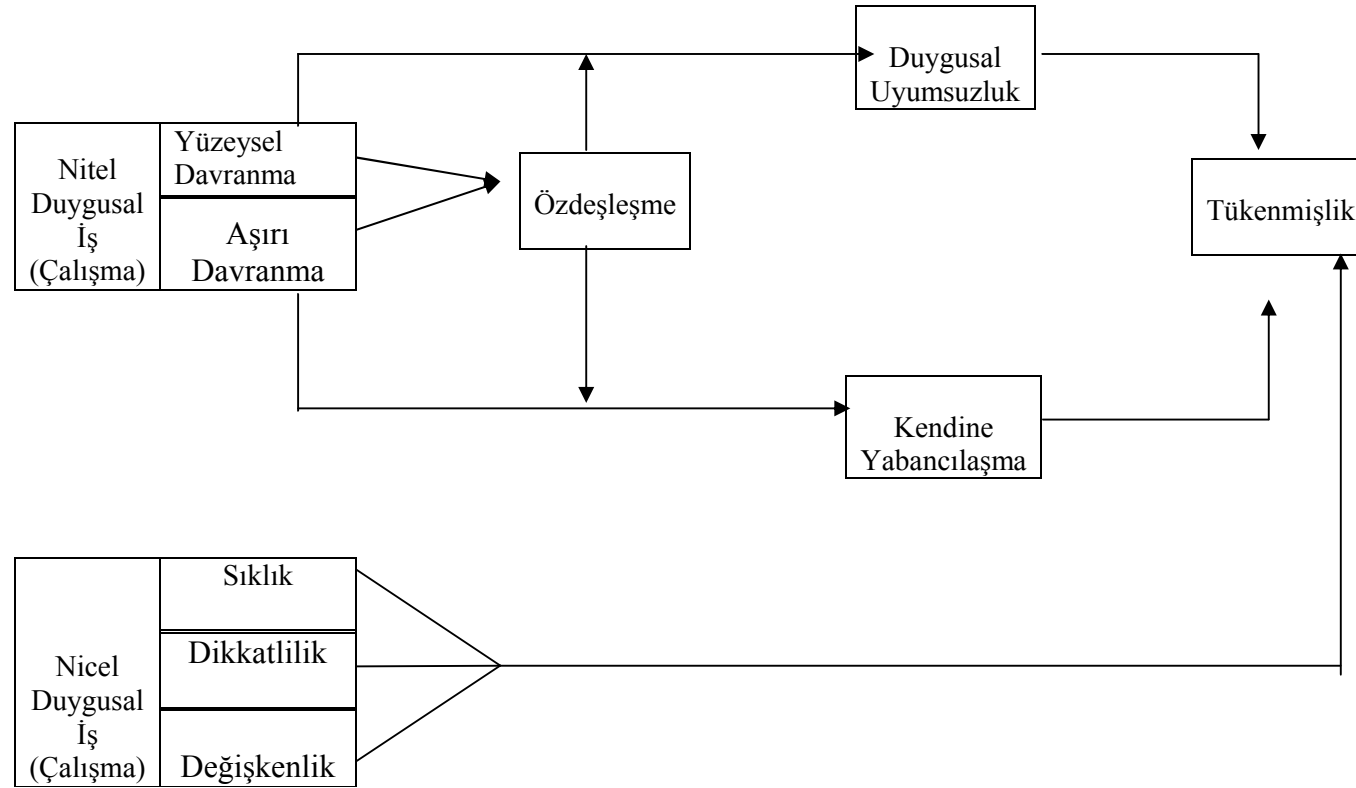 Duygusal
Uyumsuzluk
Nitel
Duygusal
İş
(Çalışma)
Yüzeysel
Davranma
Aşırı
Davranma
Özdeşleşme
Tükenmişlik
Kendine
Yabancılaşma
Nicel
Duygusal
İş
(Çalışma)
Sıklık
Dikkatlilik
Değişkenlik